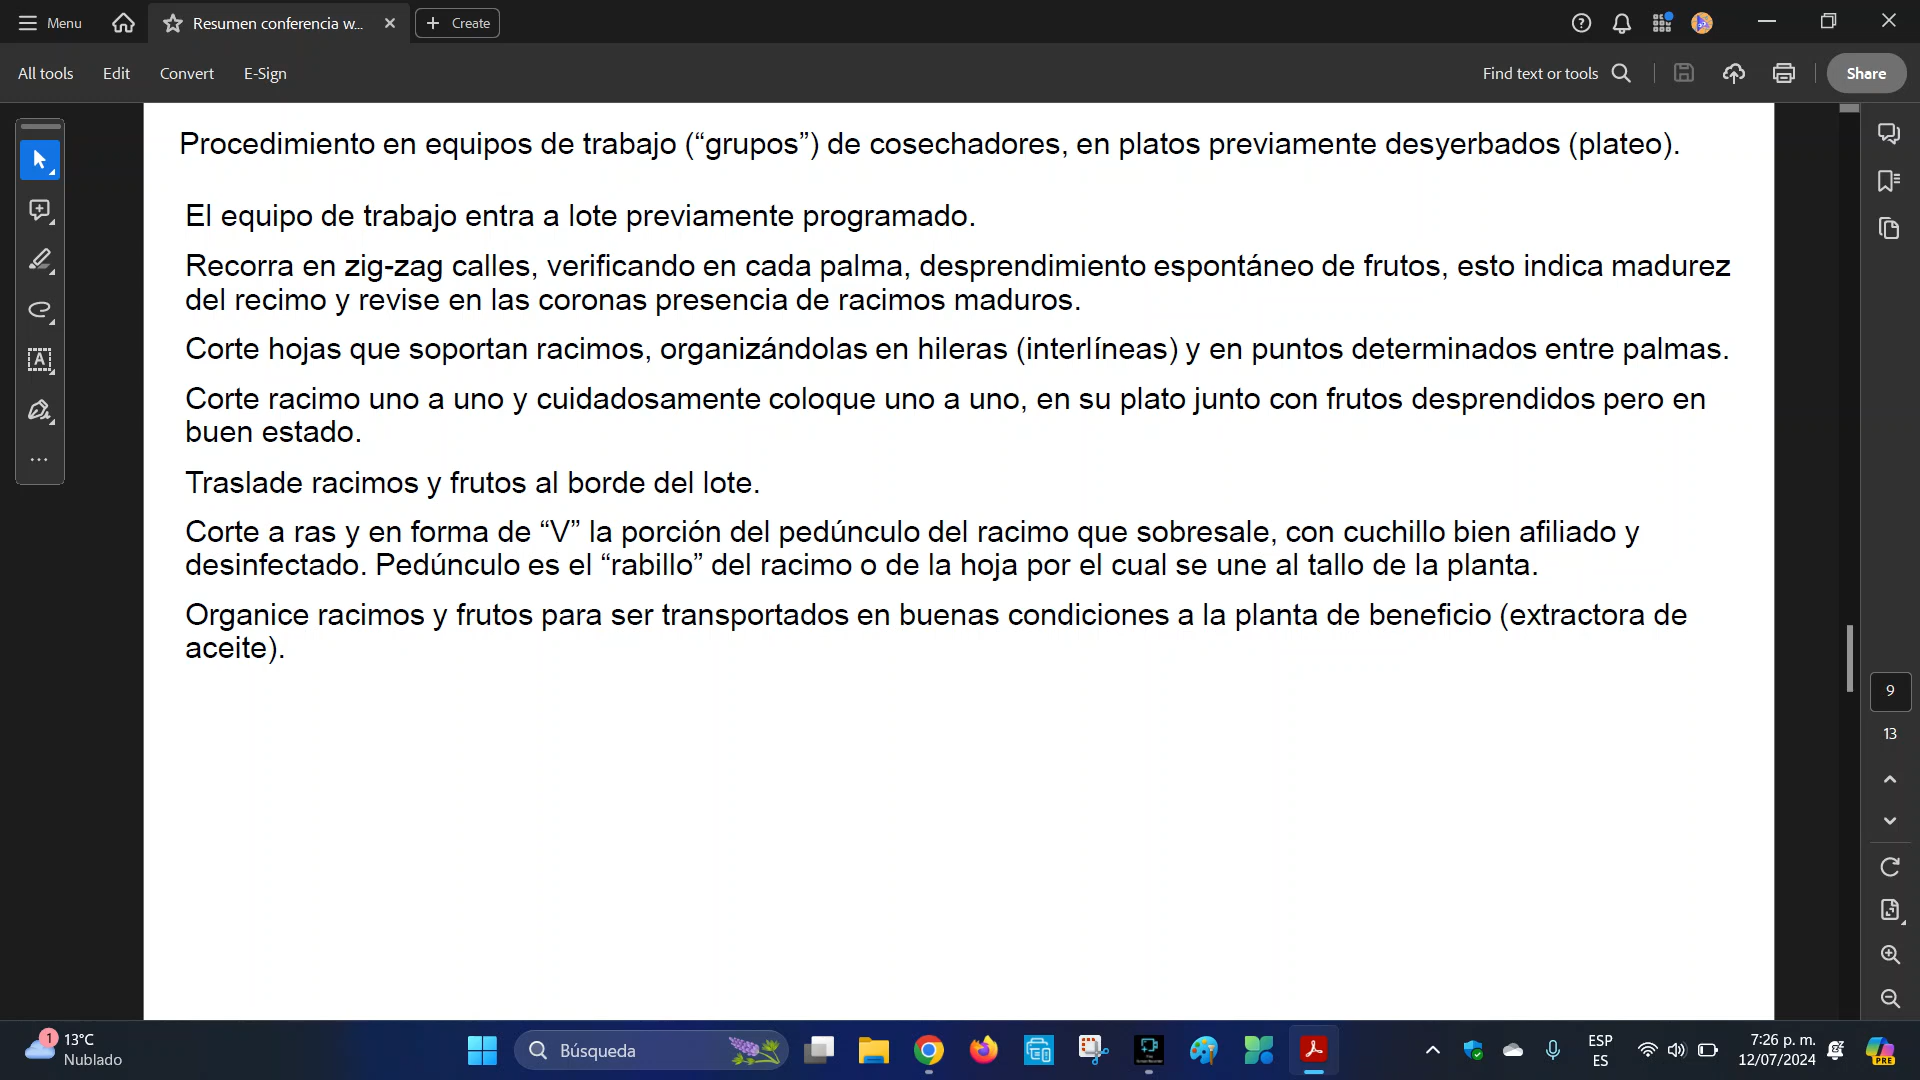 Menu
Resumen conferencia w...
Create
All tools
Edit
Convert
E-Sign
Find text or tools
Share
Procedimiento en equipos de trabajo (“grupos”) de cosechadores, en platos previamente desyerbados (plateo).
El equipo de trabajo entra a lote previamente programado.
Recorra en zig-zag calles, verificando en cada palma, desprendimiento espontáneo de frutos, esto indica madurez
del recimo y revise en las coronas presencia de racimos maduros.
Corte hojas que soportan racimos, organizándolas en hileras (interlíneas) y en puntos determinados entre palmas.
Corte racimo uno a uno y cuidadosamente coloque uno a uno, en su plato junto con frutos desprendidos pero en
buen estado.
Traslade racimos y frutos al borde del lote.
Corte a ras y en forma de “V” la porción del pedúnculo del racimo que sobresale, con cuchillo bien afiliado y
desinfectado. Pedúnculo es el “rabillo” del racimo o de la hoja por el cual se une al tallo de la planta.
Organice racimos y frutos para ser transportados en buenas condiciones a la planta de beneficio (extractora de
aceite).
9
13
1
13°C
Nublado
Búsqueda
ESP
ES
7:26 p. m.
12/07/2024
PRE